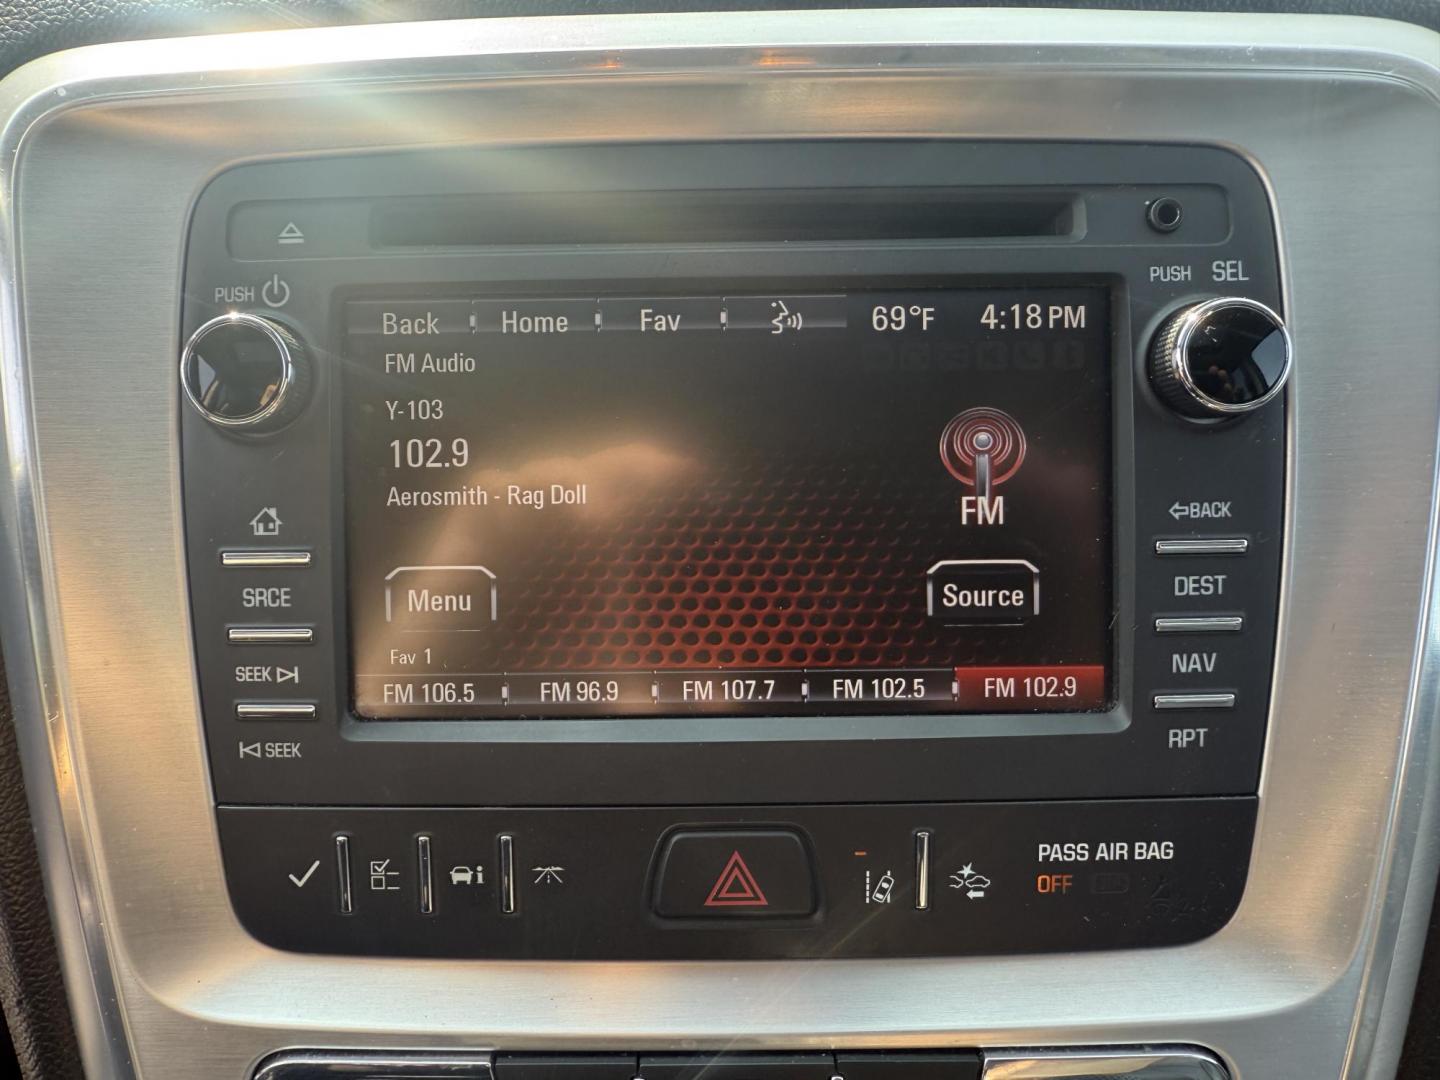 PUSH
PUSH SEL
Back Home Fav 69°F 4:18 PM
FM Audio
Y-103
102.9
Aerosmith - Rag Doll
FM
Menu Source
Fav 1
FM 106.5 FM 96.9 FM 107.7 FM 102.5 FM 102.9
SRCE
SEEK
SEEK
BACK
DEST
NAV
RPT
PASS AIR BAG
OFF